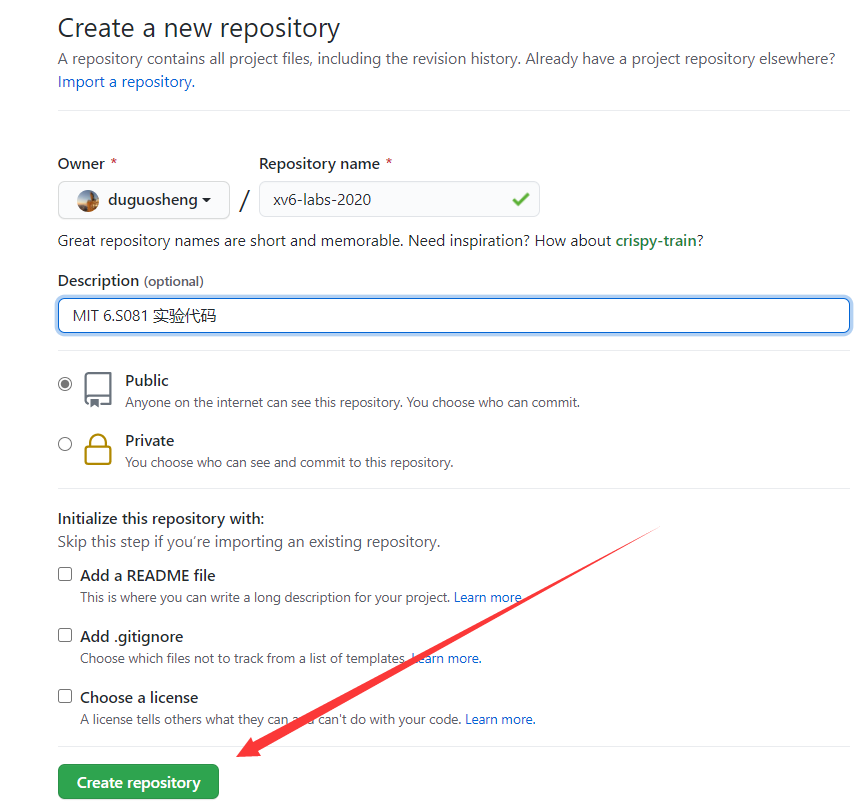 Create a new repository
A repository contains all project files, including the revision history. Already have a project repository elsewhere?
Import a repository.
Owner *
Repository name *
duguosheng
/
xv6-labs-2020
Great repository names are short and memorable. Need inspiration? How about crispy-train?
Description (optional)
MIT 6.S081 实验代码
Public
Anyone on the internet can see this repository. You choose who can commit.
Private
You choose who can see and commit to this repository.
Initialize this repository with:
Skip this step if you’re importing an existing repository.
Add a README file
This is where you can write a long description for your project. Learn more.
Add .gitignore
Choose which files not to track from a list of templates. Learn more.
Choose a license
A license tells others what they can and can't do with your code. Learn more.
Create repository